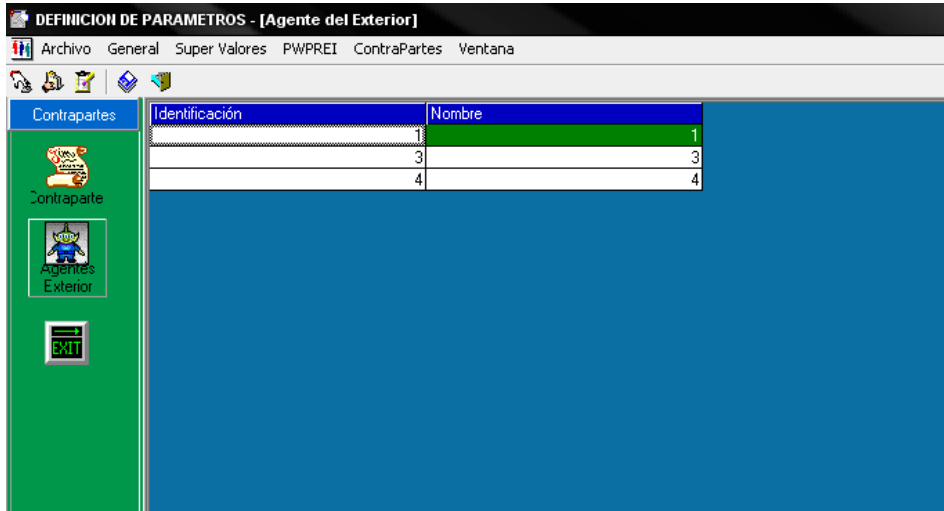 DEFINICION DE PARAMETROS - [Agente del Exterior]
Archivo General Super Valores PWPREI ContraPartes Ventana
Contrapartes
Identificación Nombre
1 1
3 3
4 4
Contraparte
Agentes
Exterior
EXIT